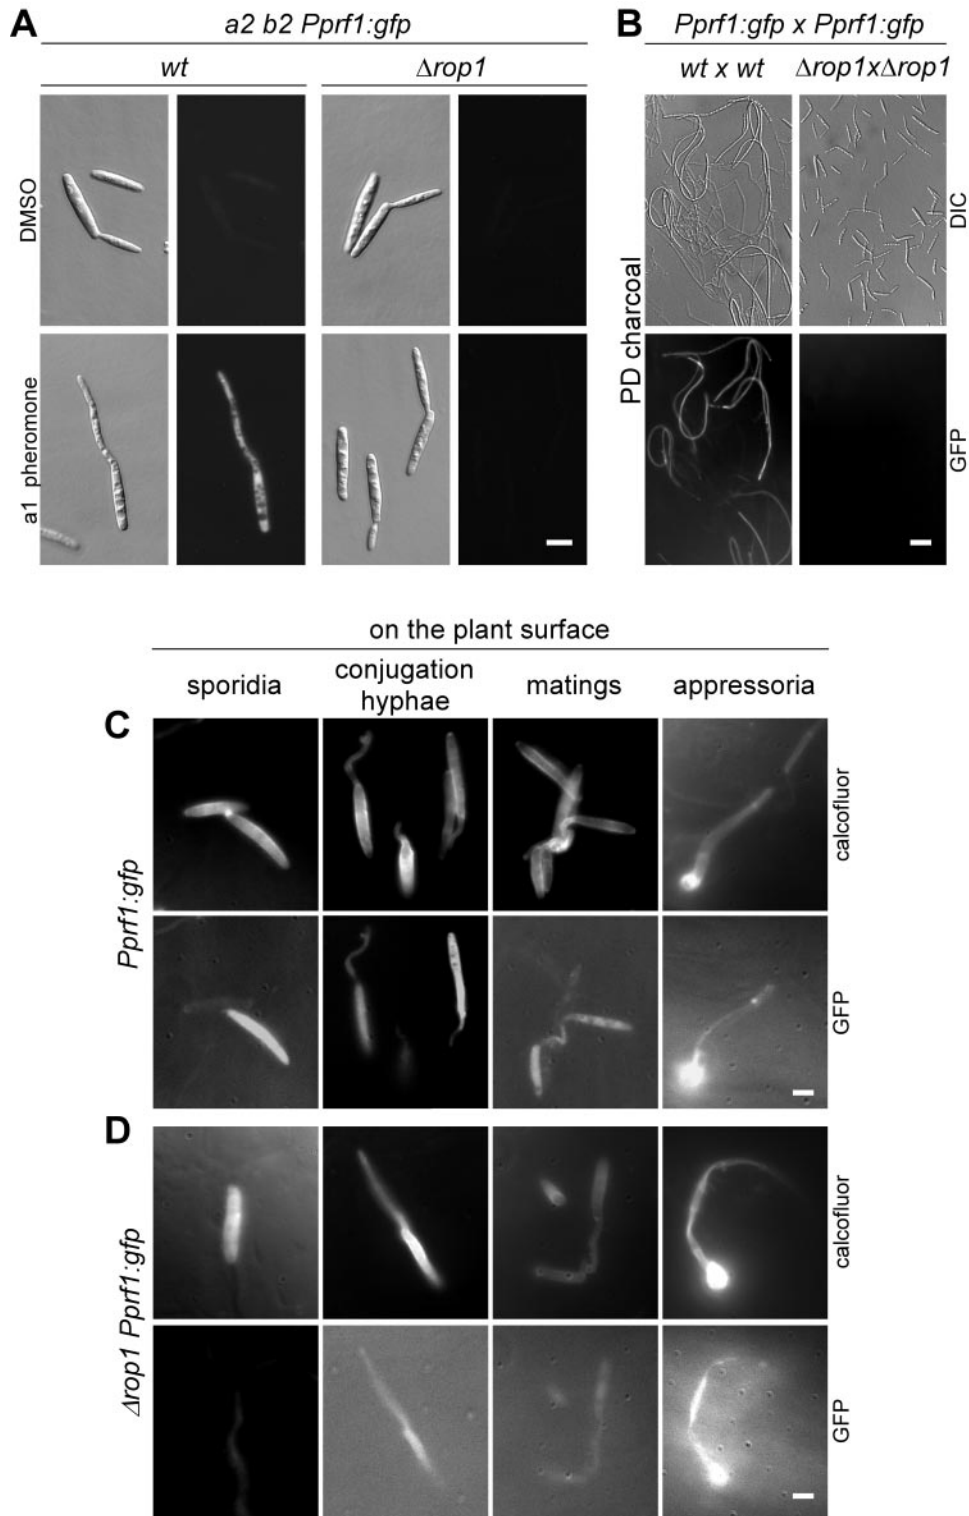 A
a2 b2 Pprf1:gfp
wt
Δrop1
DMSO
a1 pheromone
B
Pprf1:gfp x Pprf1:gfp
wt x wt
Δrop1xΔrop1
PD charcoal
DIC
GFP
on the plant surface
sporidia
conjugation
hyphae
matings
appressoria
C
Pprf1:gfp
calcofluor
GFP
D
Δrop1 Pprf1:gfp
calcofluor
GFP